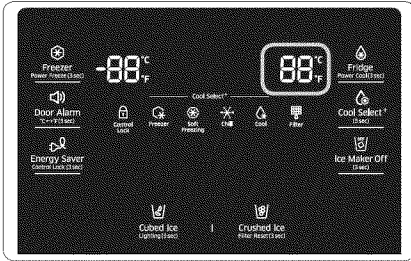 -88 °C °F
88 °C °F
Freezer
Power Freeze (3 sec)
Fridge
Power Cool (3 sec)
Cool Select+
Door Alarm
°C↔°F (3 sec)
Control
Lock
Freezer
Soft
Freezing
Chill
Cool
Filter
Cool Select+
(3 sec)
Energy Saver
Control Lock (3 sec)
Ice Maker Off
(3 sec)
OFF
Cubed Ice
Lighting (3 sec)
Crushed Ice
Filter Reset (3 sec)